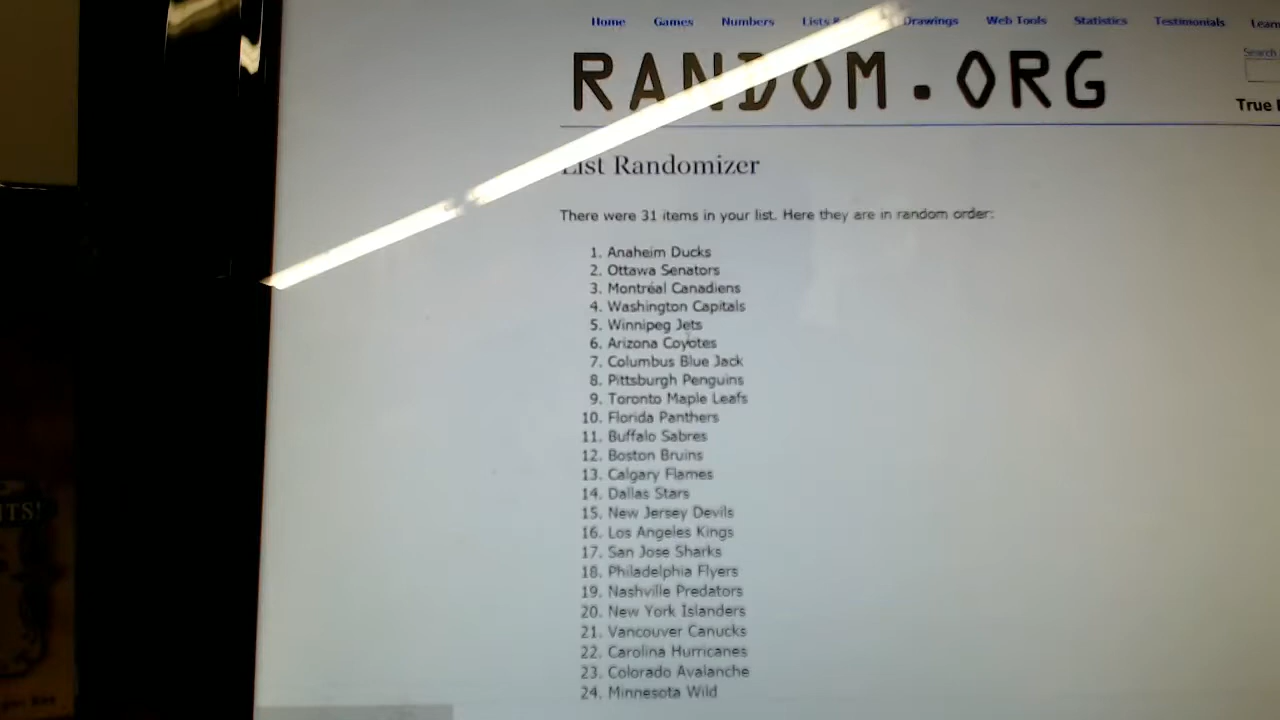 Home Games Numbers Lists & Drawings Web Tools Statistics Testimonials
RANDOM.ORG
Search
True
List Randomizer
There were 31 items in your list. Here they are in random order:
1. Anaheim Ducks
2. Ottawa Senators
3. Montréal Canadiens
4. Washington Capitals
5. Winnipeg Jets
6. Arizona Coyotes
7. Columbus Blue Jack
8. Pittsburgh Penguins
9. Toronto Maple Leafs
10. Florida Panthers
11. Buffalo Sabres
12. Boston Bruins
13. Calgary Flames
14. Dallas Stars
15. New Jersey Devils
16. Los Angeles Kings
17. San Jose Sharks
18. Philadelphia Flyers
19. Nashville Predators
20. New York Islanders
21. Vancouver Canucks
22. Carolina Hurricanes
23. Colorado Avalanche
24. Minnesota Wild